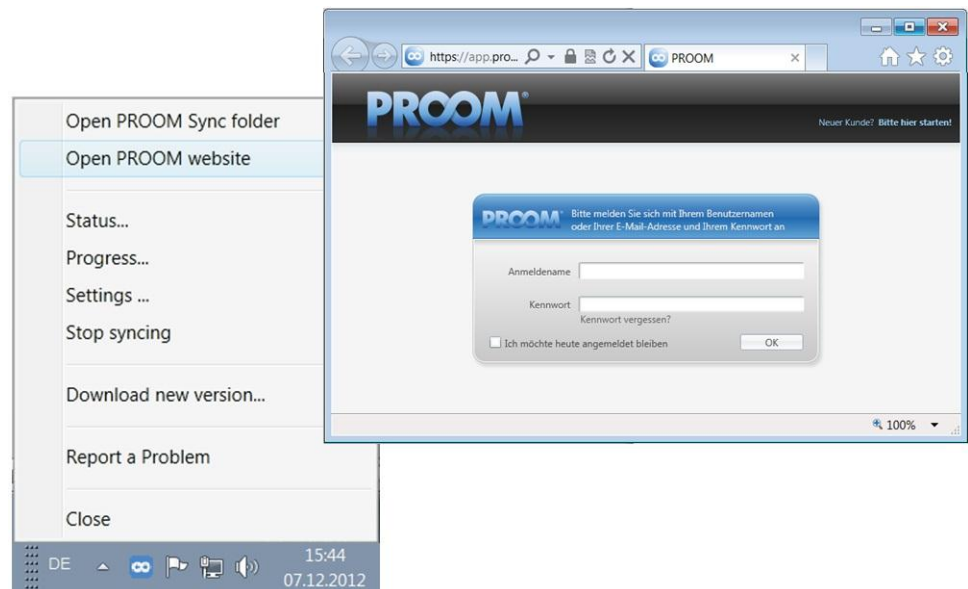 Open PROOM Sync folder
Open PROOM website
Status...
Progress...
Settings ...
Stop syncing
Download new version...
Report a Problem
Close
DE
15:44
07.12.2012
https://app.pro...
PROOM
PROOM®
Neuer Kunde? Bitte hier starten!
PROOM® Bitte melden Sie sich mit Ihrem Benutzernamen
oder Ihrer E-Mail-Adresse und Ihrem Kennwort an
Anmeldename
Kennwort
Kennwort vergessen?
Ich möchte heute angemeldet bleiben
OK
100%